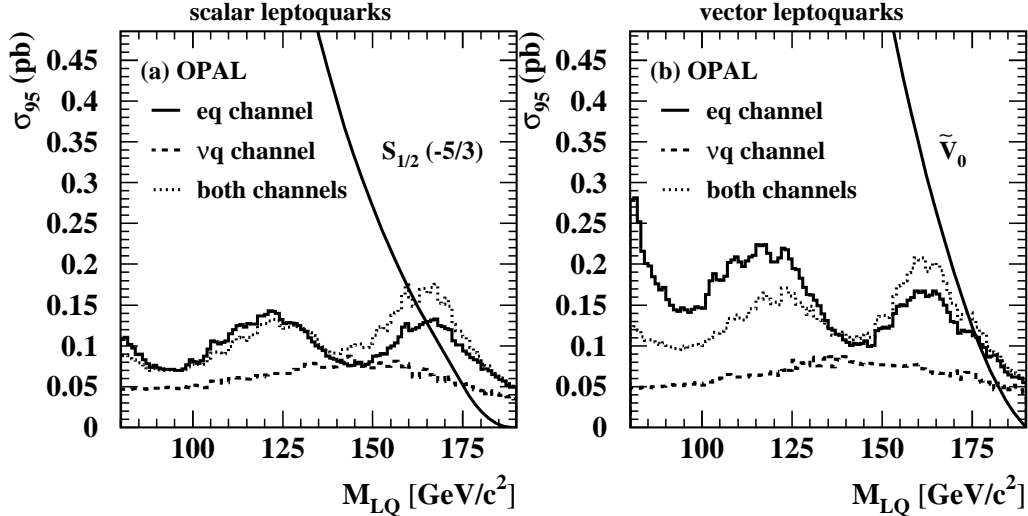 scalar leptoquarks
σ95 (pb)
0.45
0.4
0.35
0.3
0.25
0.2
0.15
0.1
0.05
0
(a) OPAL
eq channel
νq channel
both channels
S1/2 (-5/3)
100 125 150 175
MLQ [GeV/c²]
vector leptoquarks
σ95 (pb)
0.45
0.4
0.35
0.3
0.25
0.2
0.15
0.1
0.05
0
(b) OPAL
eq channel
νq channel
both channels
Ṽ0
100 125 150 175
MLQ [GeV/c²]